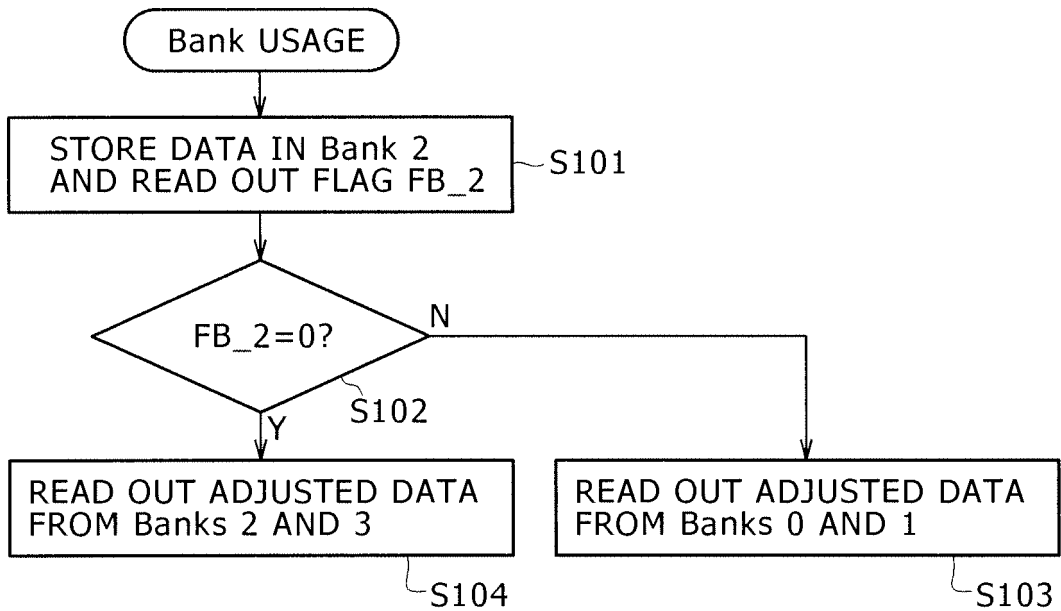 Bank USAGE
STORE DATA IN Bank 2
AND READ OUT FLAG FB_2
S101
FB_2=0?
N
S102
Y
READ OUT ADJUSTED DATA
FROM Banks 2 AND 3
S104
READ OUT ADJUSTED DATA
FROM Banks 0 AND 1
S103